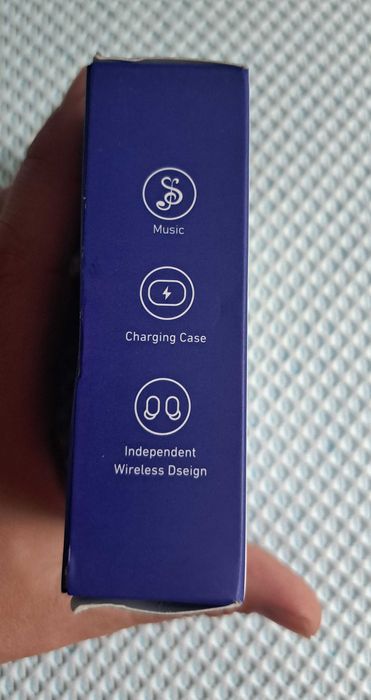 Music
Charging Case
Independent
Wireless Dseign